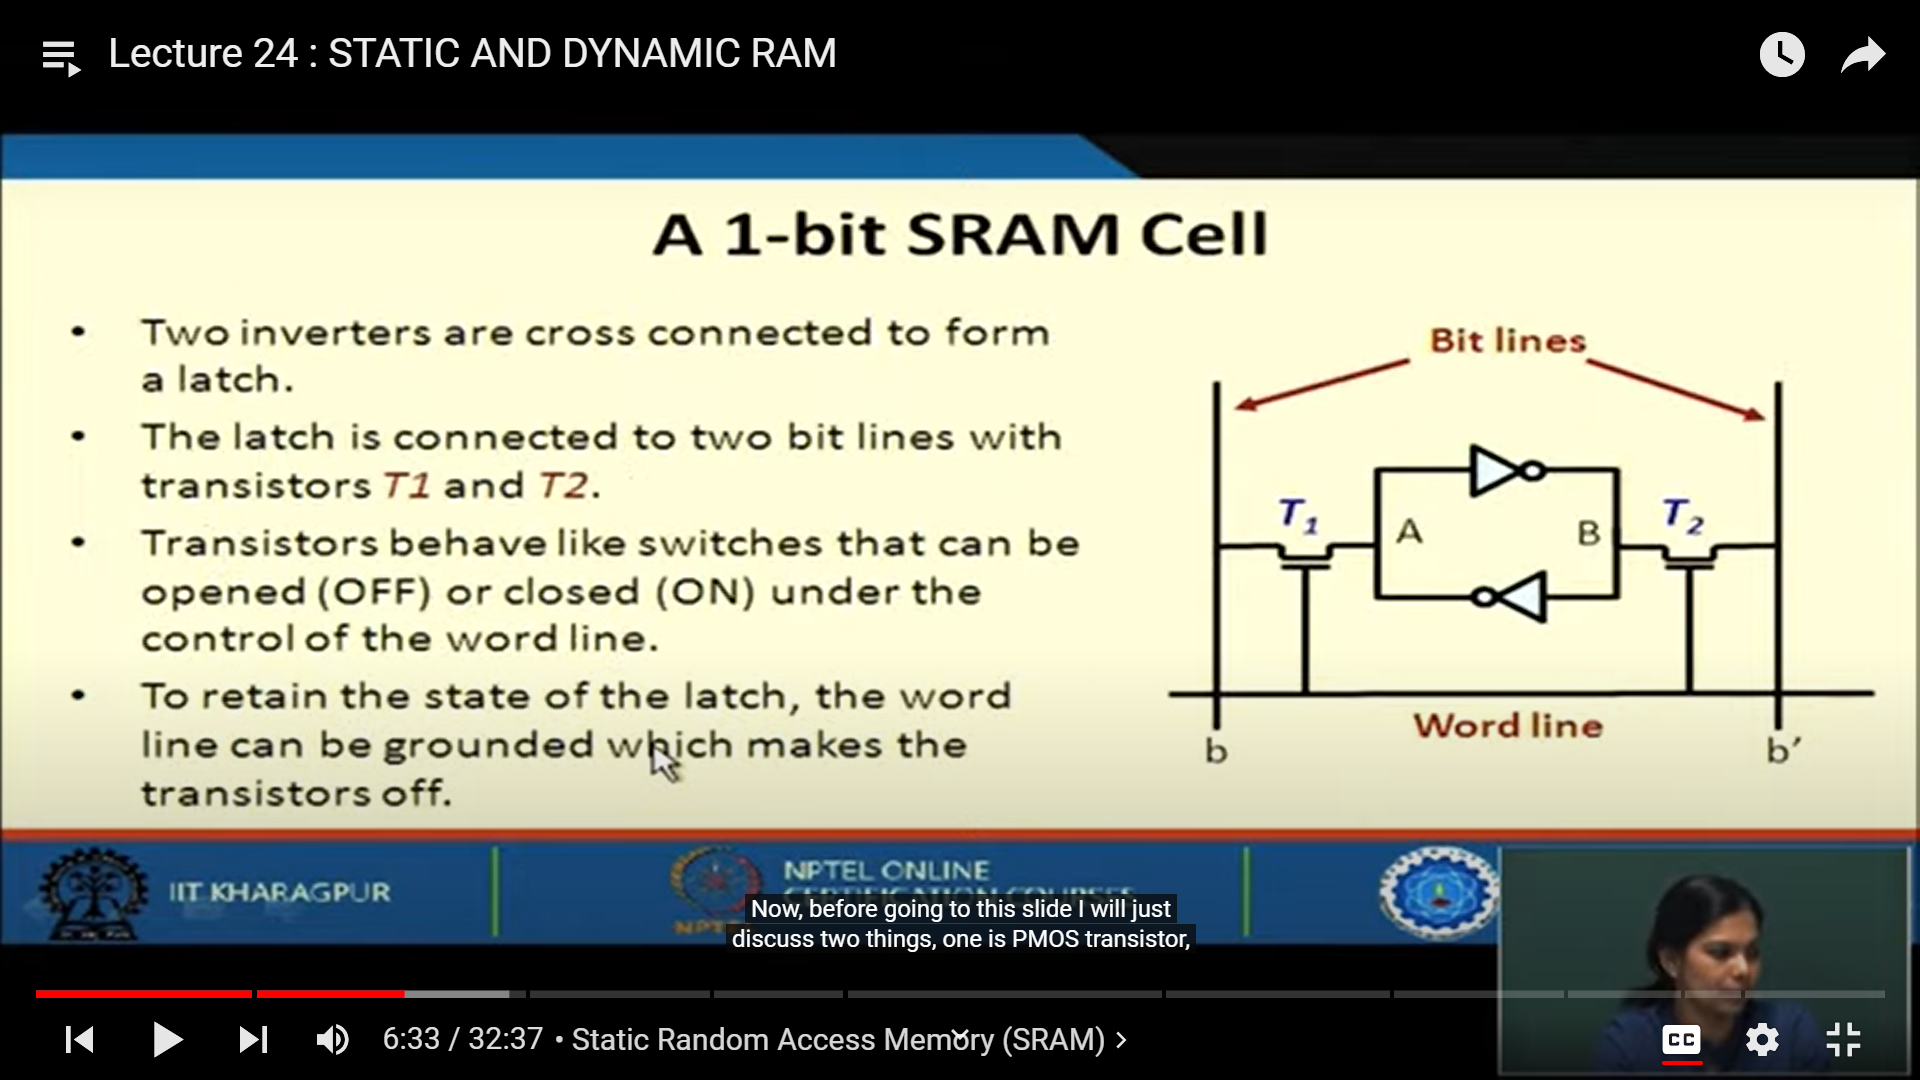 Lecture 24 : STATIC AND DYNAMIC RAM
A 1-bit SRAM Cell
• Two inverters are cross connected to form
a latch.
• The latch is connected to two bit lines with
transistors T1 and T2.
• Transistors behave like switches that can be
opened (OFF) or closed (ON) under the
control of the word line.
• To retain the state of the latch, the word
line can be grounded which makes the
transistors off.
Bit lines
T1
A
B
T2
Word line
b
b′
IIT KHARAGPUR
NPTEL ONLINE
CERTIFICATION COURSES
Now, before going to this slide I will just
discuss two things, one is PMOS transistor,
6:33 / 32:37 • Static Random Access Memory (SRAM) >
CC